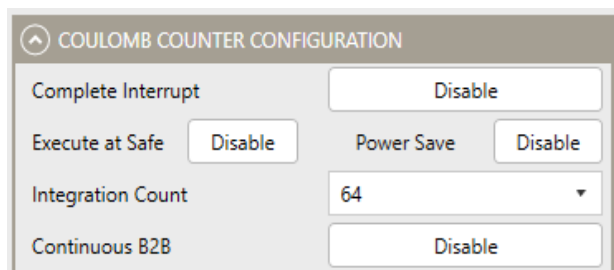 COULOMB COUNTER CONFIGURATION
Complete Interrupt Disable
Execute at Safe Disable Power Save Disable
Integration Count 64
Continuous B2B Disable